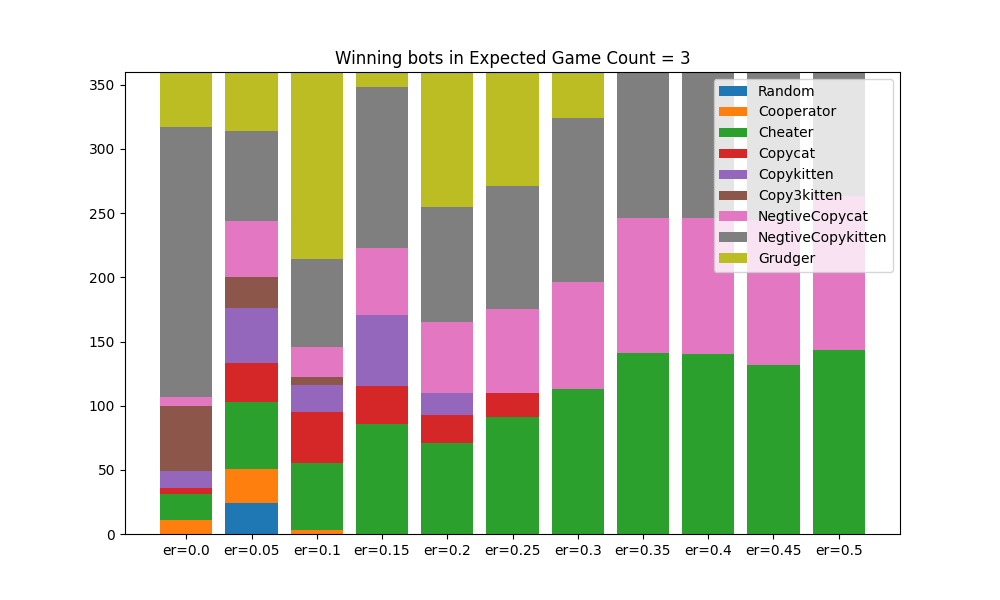 Winning bots in Expected Game Count = 3
350
300
250
200
150
100
50
0
Random
Cooperator
Cheater
Copycat
Copykitten
Copy3kitten
NegtiveCopycat
NegtiveCopykitten
Grudger
er=0.0 er=0.05 er=0.1 er=0.15 er=0.2 er=0.25 er=0.3 er=0.35 er=0.4 er=0.45 er=0.5